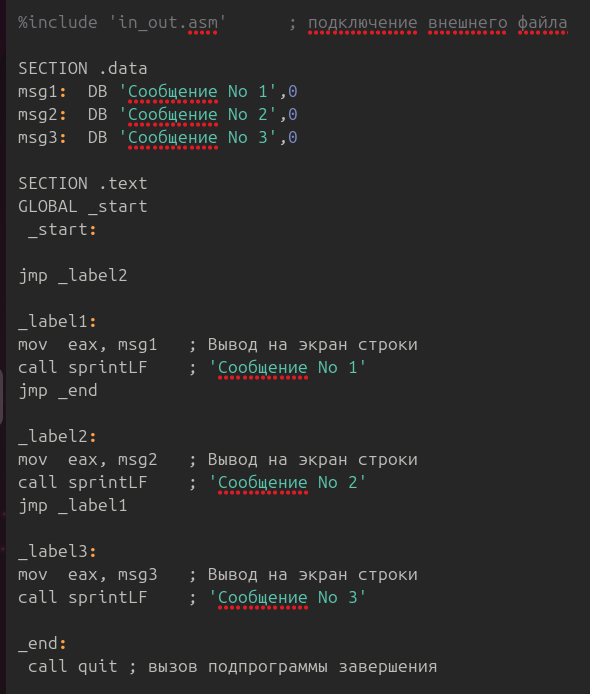 %include 'in_out.asm'      ; подключение внешнего файла
SECTION .data
msg1:  DB 'Сообщение No 1',0
msg2:  DB 'Сообщение No 2',0
msg3:  DB 'Сообщение No 3',0
SECTION .text
GLOBAL _start
 _start:
jmp _label2
_label1:
mov  eax, msg1   ; Вывод на экран строки
call sprintLF    ; 'Сообщение No 1'
jmp _end
_label2:
mov  eax, msg2   ; Вывод на экран строки
call sprintLF    ; 'Сообщение No 2'
jmp _label1
_label3:
mov  eax, msg3   ; Вывод на экран строки
call sprintLF    ; 'Сообщение No 3'
_end:
 call quit ; вызов подпрограммы завершения